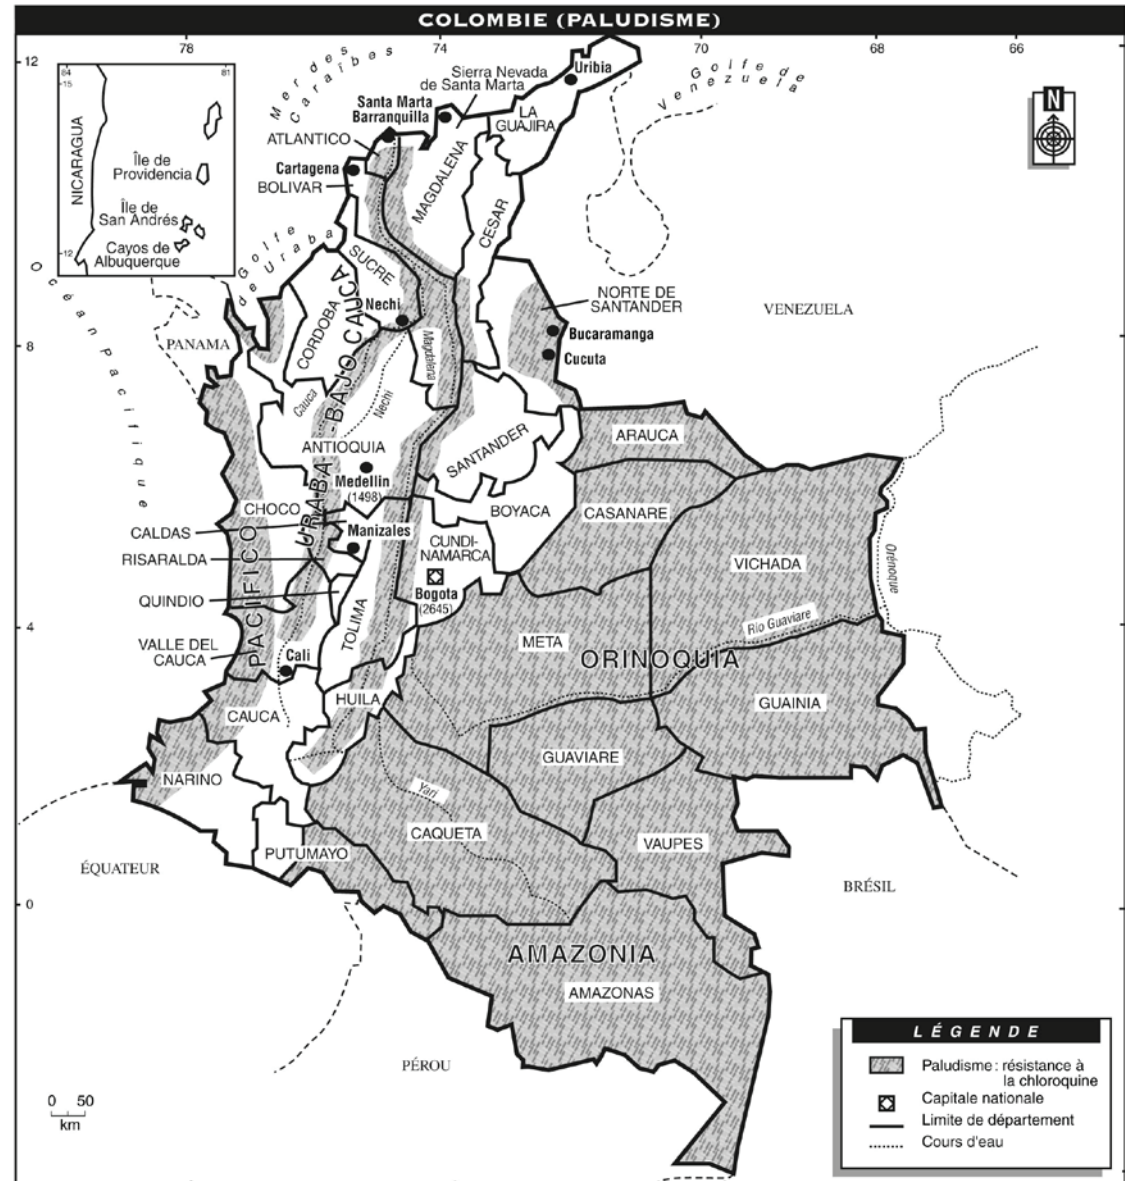 COLOMBIE (PALUDISME)
78
74
70
68
66
12
8
4
0
84
81
15
12
NICARAGUA
Île de
Providencia
Île de
San Andrés
Cayos de
Albuquerque
Mer des
Caraïbes
Golfe de
Venezuela
Golfe
de Uraba
Océan Pacifique
N
Uribia
Sierra Nevada
de Santa Marta
Santa Marta
Barranquilla
LA
GUAJIRA
ATLANTICO
Cartagena
BOLIVAR
MAGDALENA
CESAR
SUCRE
NORTE DE
SANTANDER
VENEZUELA
Nechi
CORDOBA
Bucaramanga
Cucuta
PANAMA
Magdalena
Cauca
Nechi
URABA - BAJO CAUCA
ANTIOQUIA
SANTANDER
ARAUCA
Medellin
(1498)
CHOCO
BOYACA
CASANARE
CALDAS
Manizales
CUNDI-
NAMARCA
RISARALDA
VICHADA
Orénoque
QUINDIO
Bogota
(2645)
PACIFICO
TOLIMA
Rio Guaviare
META
VALLE DEL
CAUCA
Cali
ORINOQUIA
HUILA
GUAINIA
CAUCA
GUAVIARE
NARINO
Yari
CAQUETA
VAUPES
PUTUMAYO
ÉQUATEUR
BRÉSIL
AMAZONIA
AMAZONAS
PÉROU
0 50
km
LÉGENDE
Paludisme : résistance à
la chloroquine
Capitale nationale
Limite de département
Cours d'eau